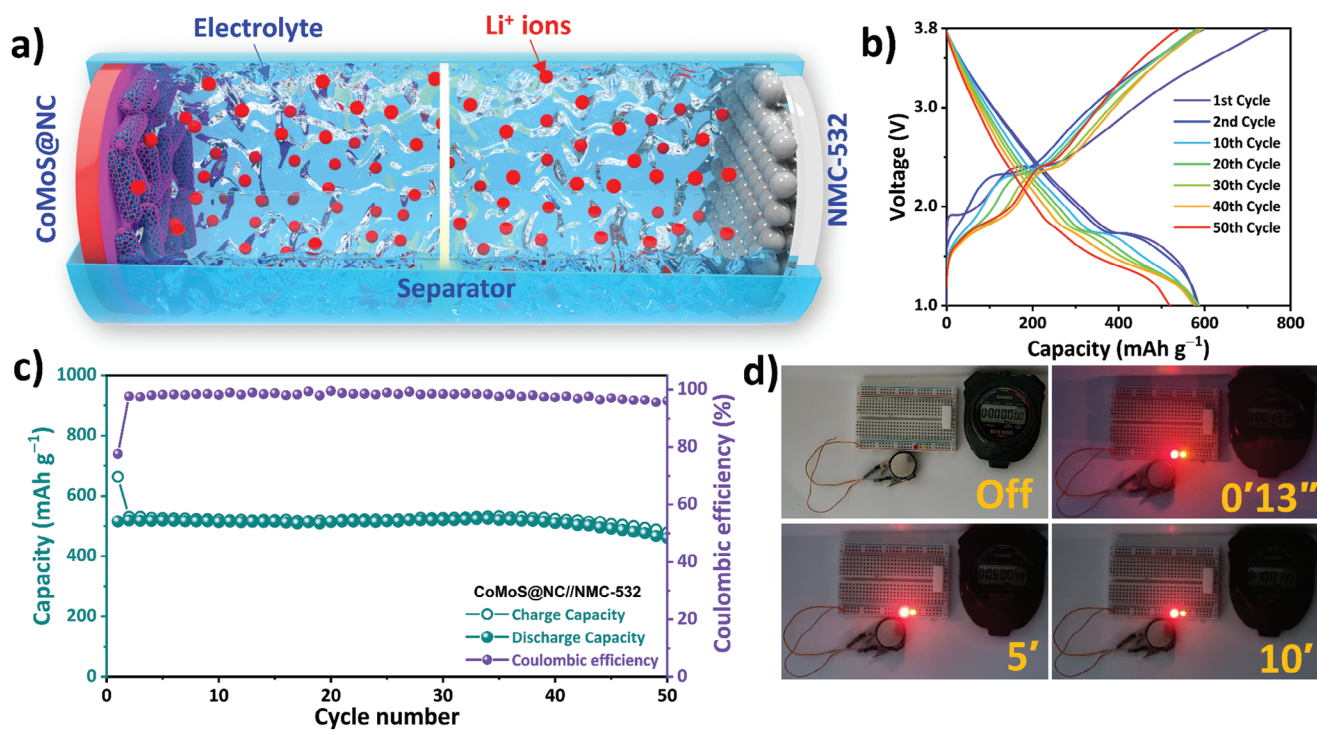 a)
Electrolyte
Li⁺ ions
CoMoS@NC
NMC-532
Separator
b)
3.8
3.0
2.0
1.0
Voltage (V)
0
200
400
600
800
Capacity (mAh g⁻¹)
1st Cycle
2nd Cycle
10th Cycle
20th Cycle
30th Cycle
40th Cycle
50th Cycle
c)
1000
800
600
400
200
0
Capacity (mAh g⁻¹)
100
80
60
40
20
0
Coulombic efficiency (%)
CoMoS@NC//NMC-532
Charge Capacity
Discharge Capacity
Coulombic efficiency
0
10
20
30
40
50
Cycle number
d)
CASIO
Off
0'13"
5'
10'